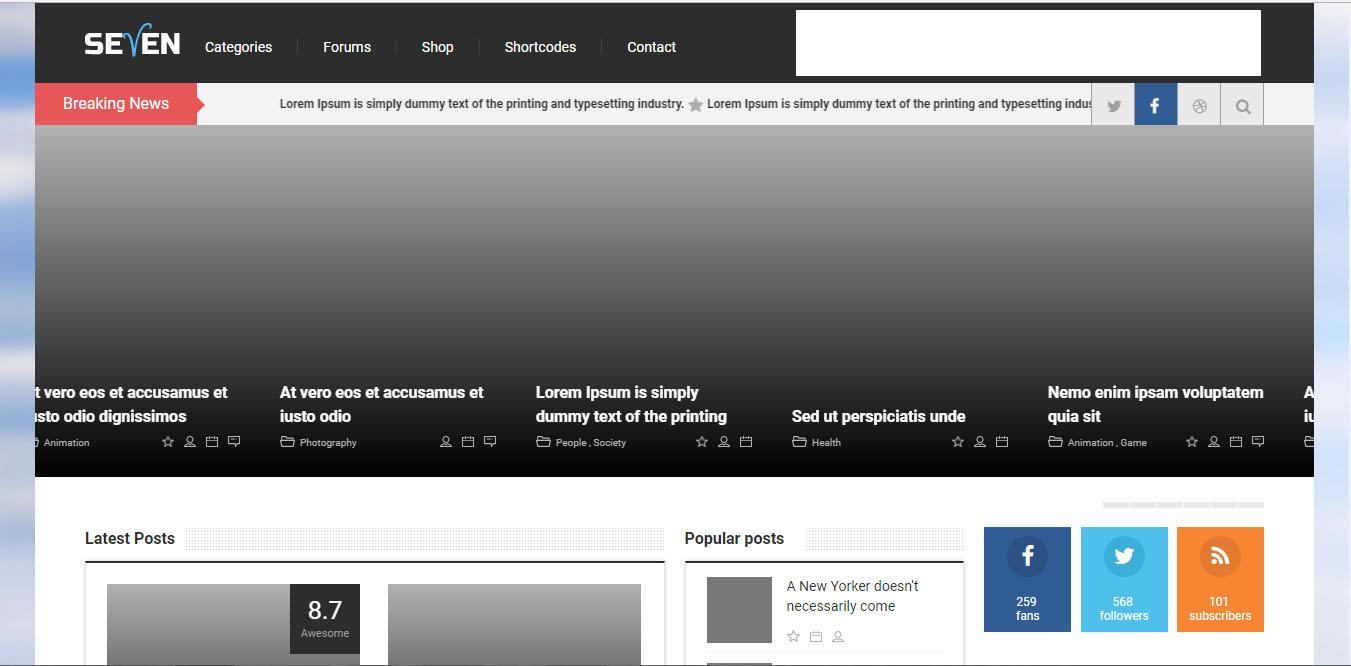 SEVEN
Categories
Forums
Shop
Shortcodes
Contact
Breaking News
Lorem Ipsum is simply dummy text of the printing and typesetting industry.
Lorem Ipsum is simply dummy text of the printing and typesetting indus
t vero eos et accusamus et
usto odio dignissimos
Animation
At vero eos et accusamus et
iusto odio
Photography
Lorem Ipsum is simply
dummy text of the printing
People , Society
Sed ut perspiciatis unde
Health
Nemo enim ipsam voluptatem
quia sit
Animation , Game
A
iu
Latest Posts
8.7
Awesome
Popular posts
A New Yorker doesn't
necessarily come
259
fans
568
followers
101
subscribers